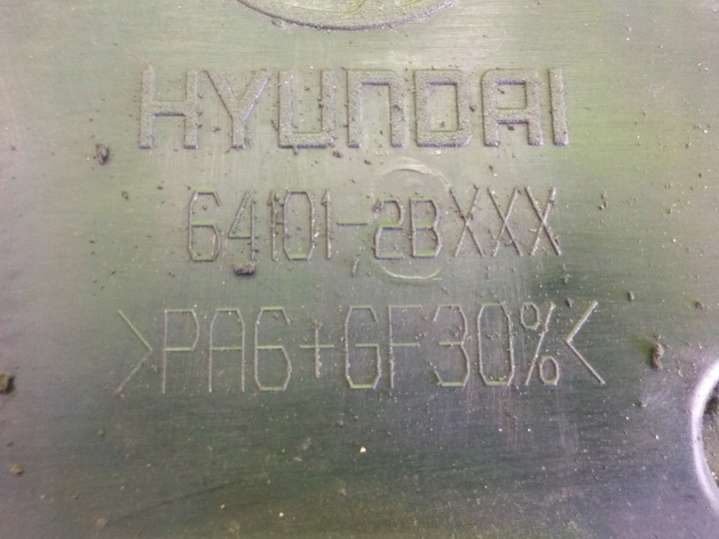 HYUNDAI
64101-2BXXX
>PA6+GF30%<